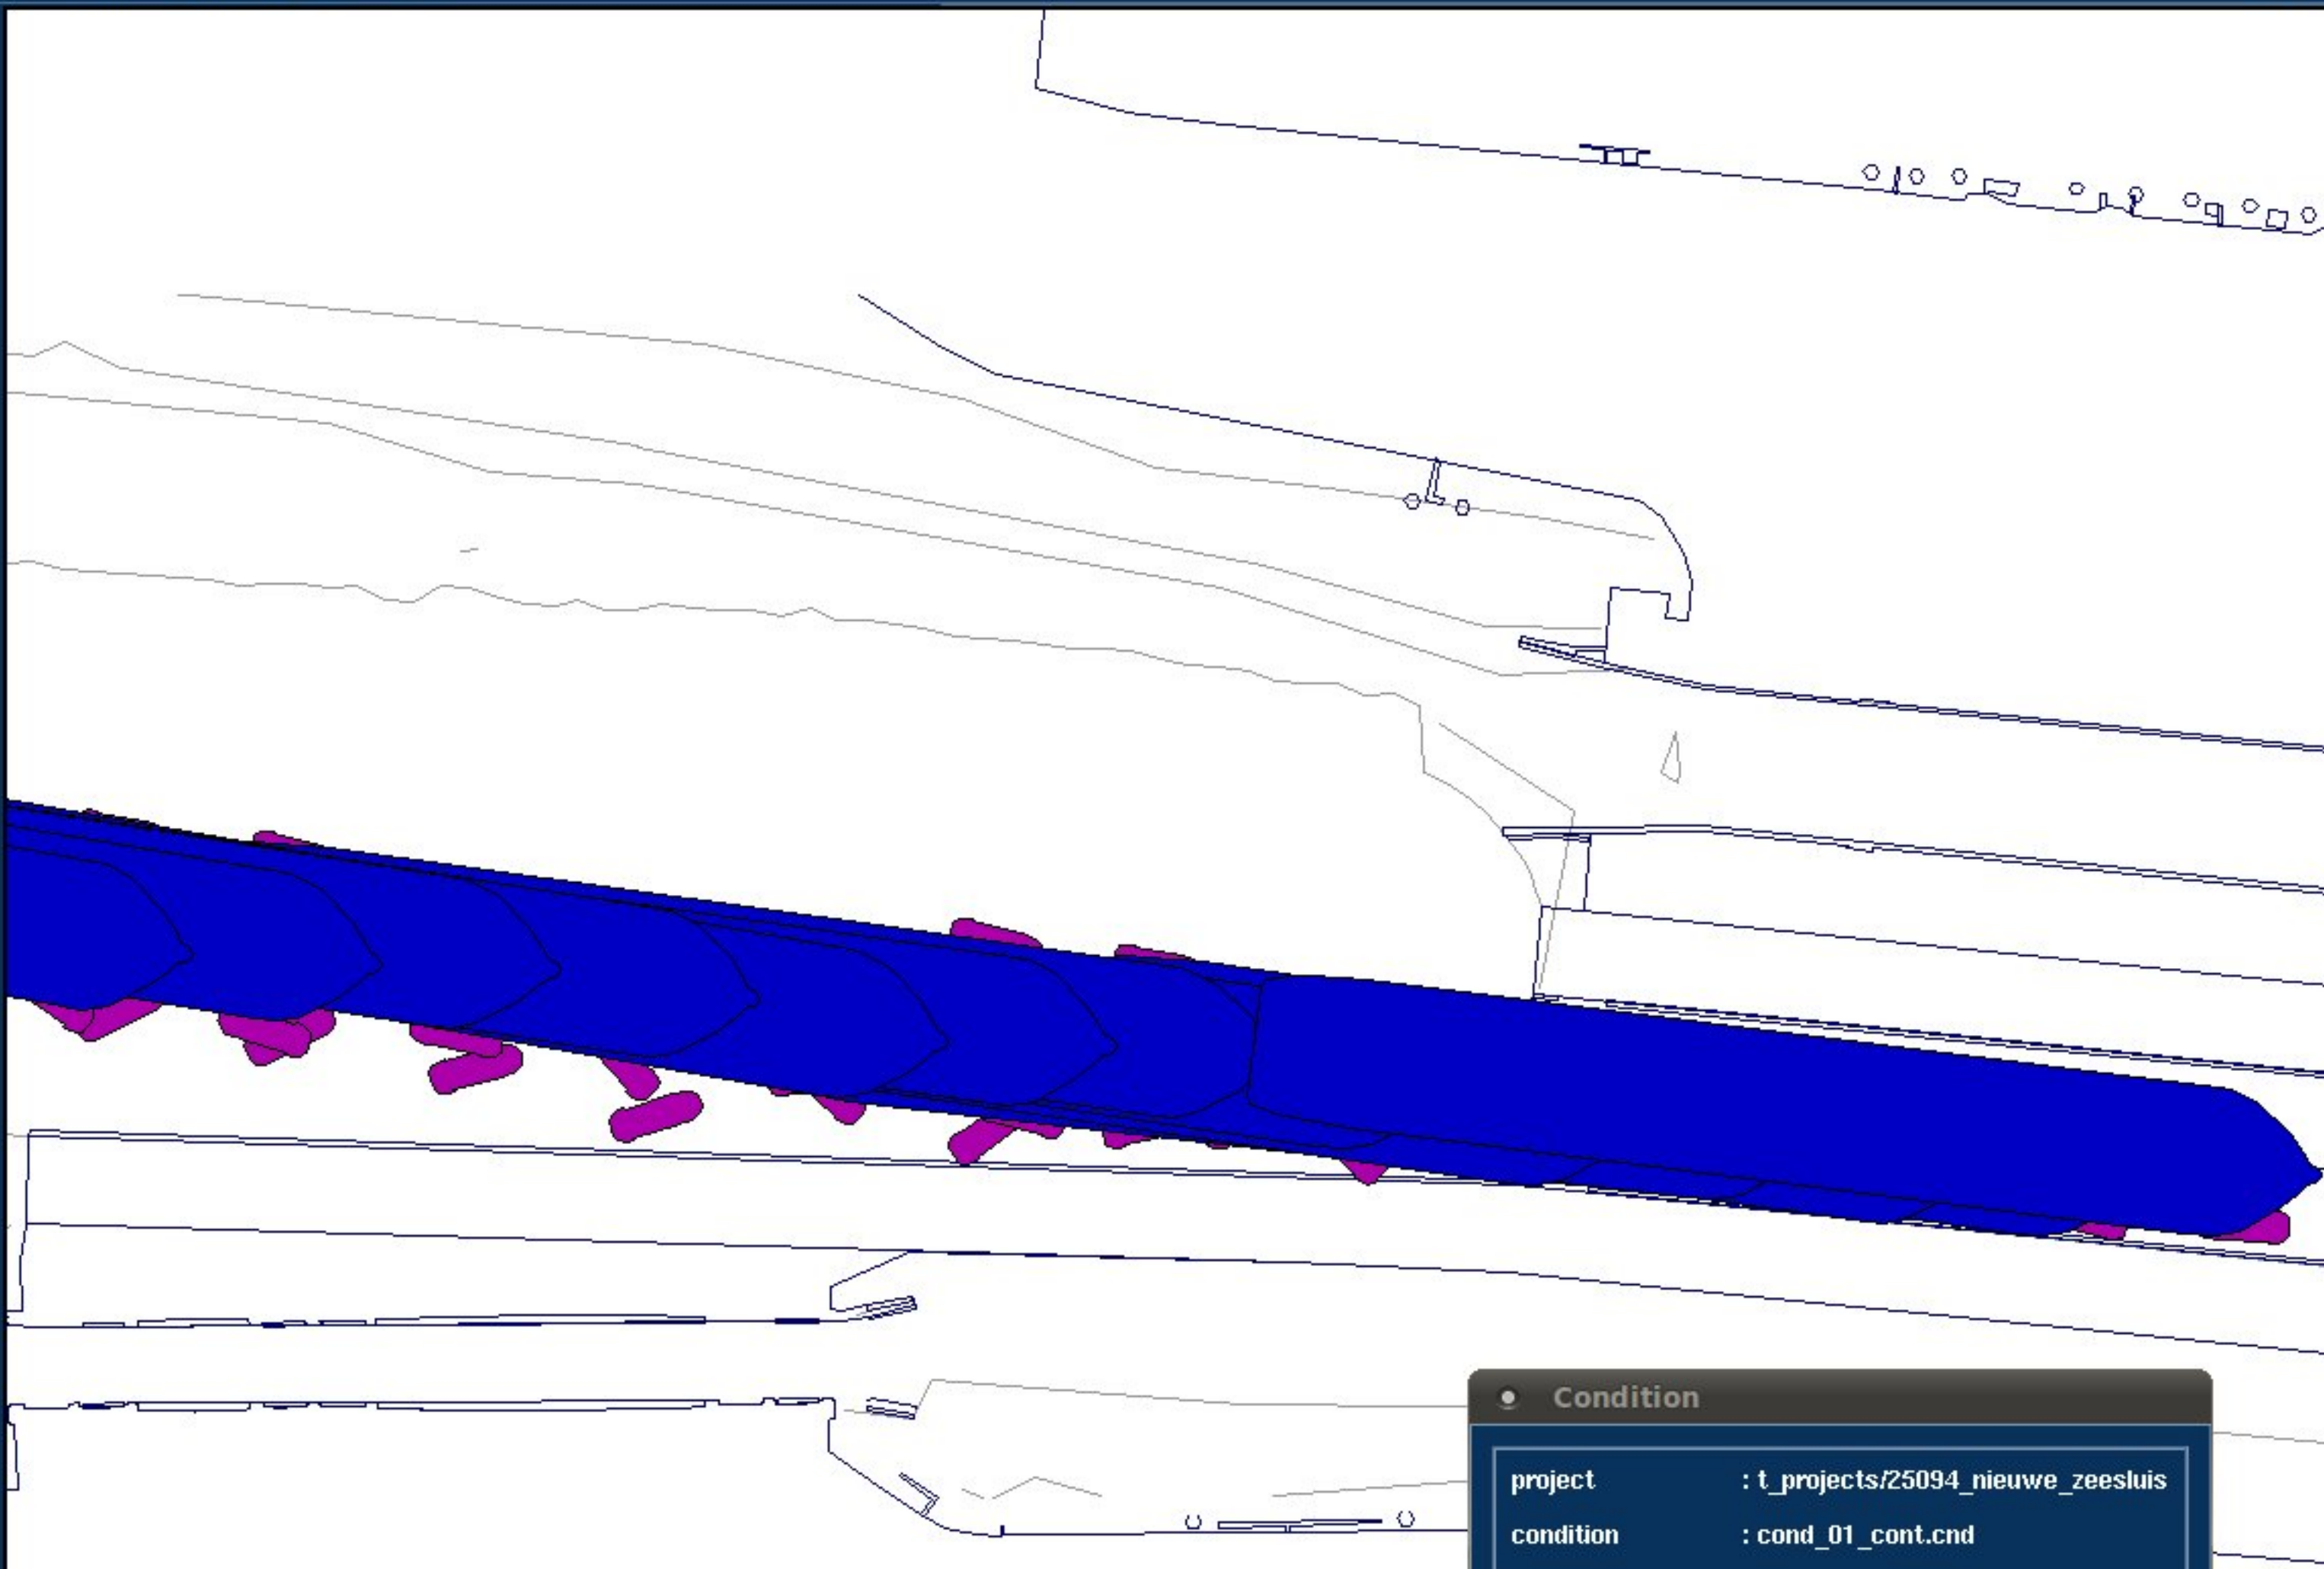 Condition
project : t_projects/25094_nieuwe_zeesluis
condition : cond_01_cont.cnd